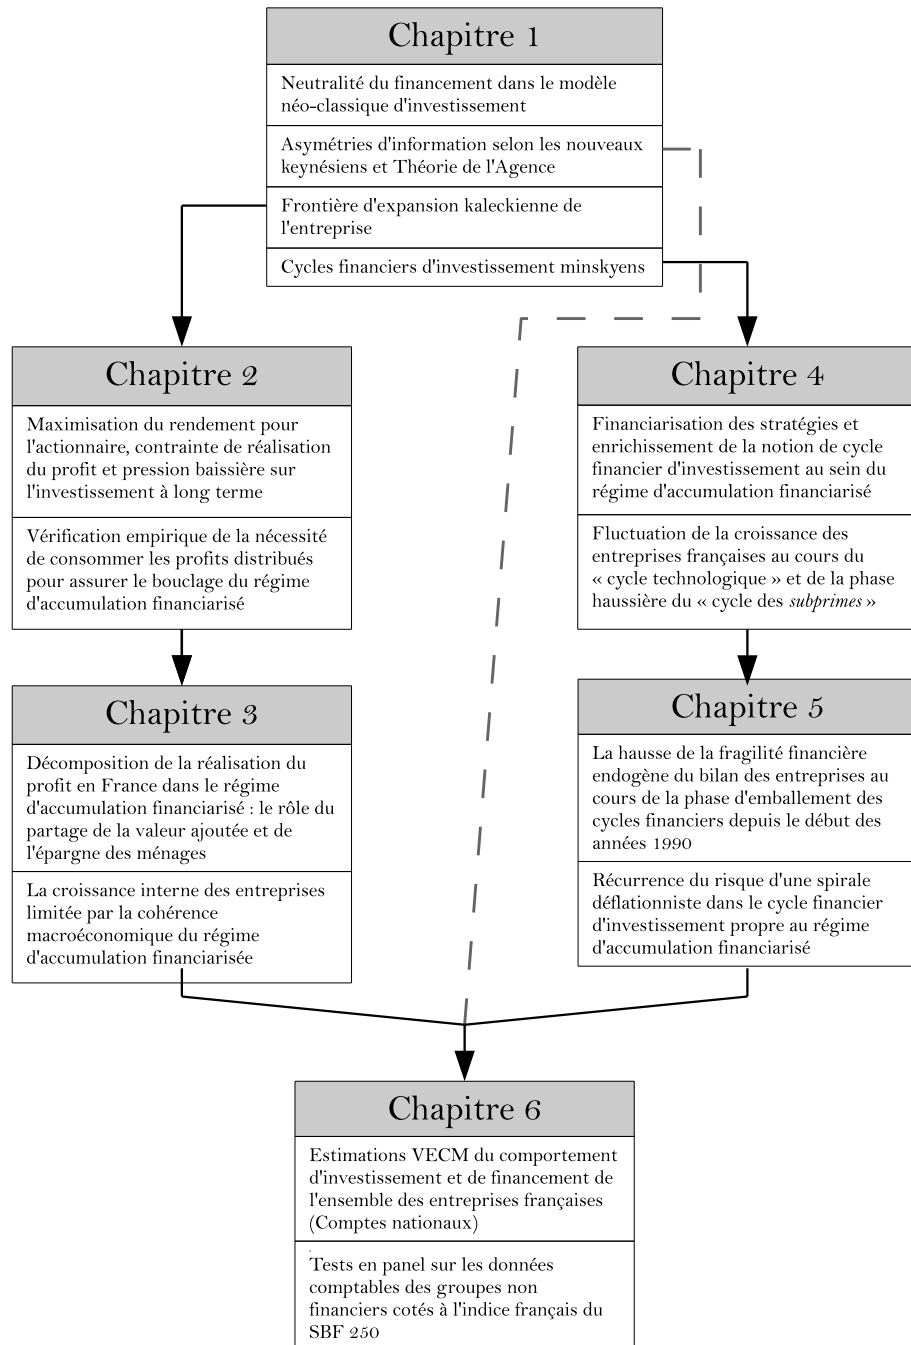 Chapitre 1
Neutralité du financement dans le modèle
néo-classique d'investissement
Asymétries d'information selon les nouveaux
keynésiens et Théorie de l'Agence
Frontière d'expansion kaleckienne de
l'entreprise
Cycles financiers d'investissement minskyens
Chapitre 2
Maximisation du rendement pour
l'actionnaire, contrainte de réalisation
du profit et pression baissière sur
l'investissement à long terme
Vérification empirique de la nécessité
de consommer les profits distribués
pour assurer le bouclage du régime
d'accumulation financiarisé
Chapitre 3
Décomposition de la réalisation du
profit en France dans le régime
d'accumulation financiarisé : le rôle du
partage de la valeur ajoutée et de
l'épargne des ménages
La croissance interne des entreprises
limitée par la cohérence
macroéconomique du régime
d'accumulation financiarisée
Chapitre 4
Financiarisation des stratégies et
enrichissement de la notion de cycle
financier d'investissement au sein du
régime d'accumulation financiarisé
Fluctuation de la croissance des
entreprises françaises au cours du
« cycle technologique » et de la phase
haussière du « cycle des subprimes »
Chapitre 5
La hausse de la fragilité financière
endogène du bilan des entreprises au
cours de la phase d'emballement des
cycles financiers depuis le début des
années 1990
Récurrence du risque d'une spirale
déflationniste dans le cycle financier
d'investissement propre au régime
d'accumulation financiarisé
Chapitre 6
Estimations VECM du comportement
d'investissement et de financement de
l'ensemble des entreprises françaises
(Comptes nationaux)
Tests en panel sur les données
comptables des groupes non
financiers cotés à l'indice français du
SBF 250